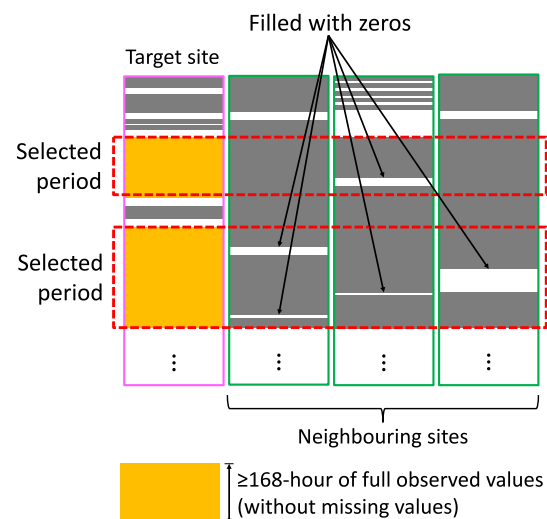 Filled with zeros
Target site
Selected
period
Selected
period
⋮ ⋮ ⋮ ⋮
Neighbouring sites
≥168-hour of full observed values
(without missing values)